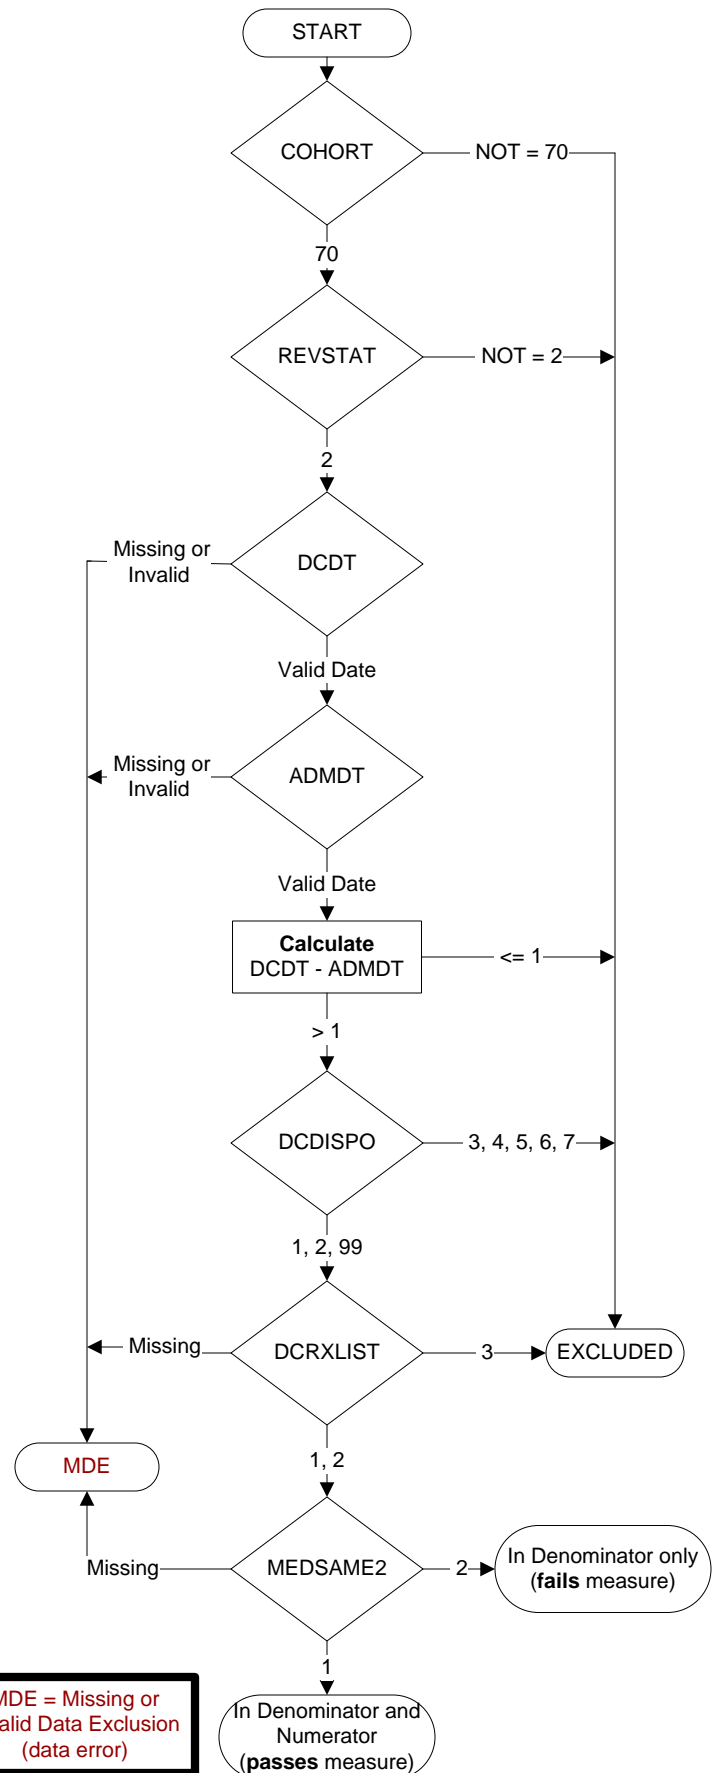 START
COHORT
NOT = 70
70
REVSTAT
NOT = 2
2
Missing or
Invalid
DCDT
Valid Date
Missing or
Invalid
ADMDT
Valid Date
Calculate
DCDT - ADMDT
<= 1
> 1
DCDISPO
3, 4, 5, 6, 7
1, 2, 99
Missing
DCRXLIST
3
EXCLUDED
MDE
1, 2
Missing
MEDSAME2
2
In Denominator only
(fails measure)
1
MDE = Missing or
alid Data Exclusion
(data error)
In Denominator and
Numerator
(passes measure)